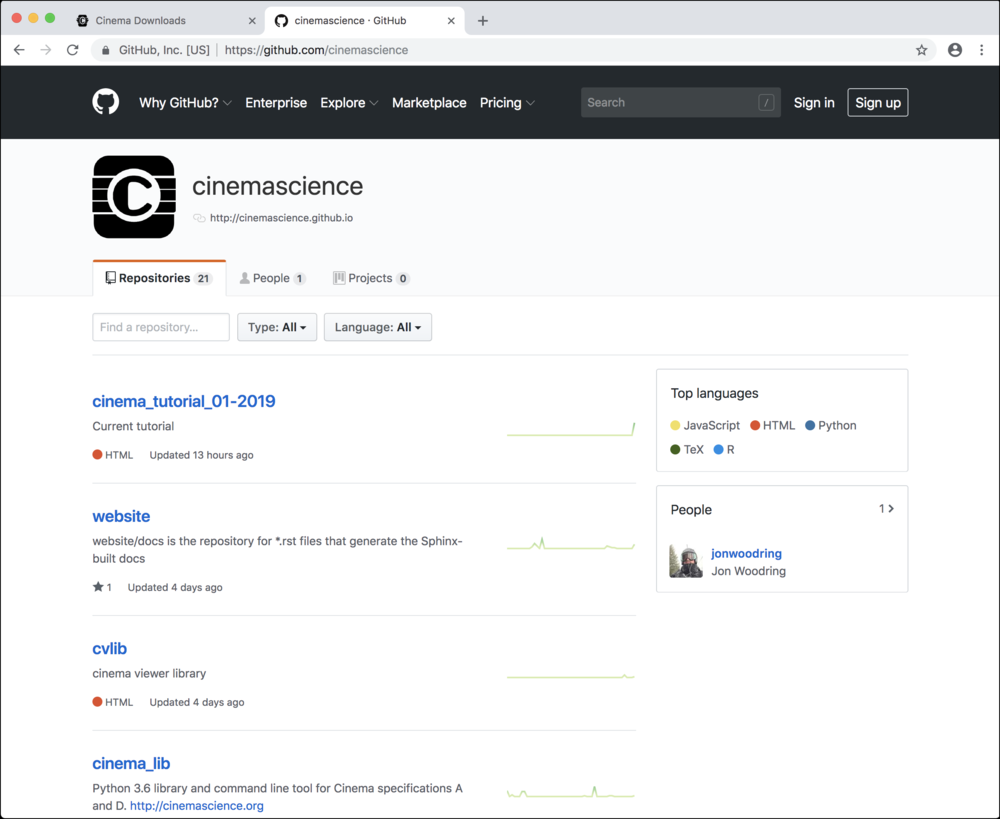 Cinema Downloads
cinemascience · GitHub
GitHub, Inc. [US] | https://github.com/cinemascience
Why GitHub? Enterprise Explore Marketplace Pricing Search / Sign in Sign up
C
cinemascience
http://cinemascience.github.io
Repositories 21 People 1 Projects 0
Find a repository... Type: All Language: All
cinema_tutorial_01-2019
Current tutorial
HTML Updated 13 hours ago
website
website/docs is the repository for *.rst files that generate the Sphinx-
built docs
1 Updated 4 days ago
cvlib
cinema viewer library
HTML Updated 4 days ago
cinema_lib
Python 3.6 library and command line tool for Cinema specifications A
and D. http://cinemascience.org
Top languages
JavaScript HTML Python
TeX R
People 1
jonwoodring
Jon Woodring